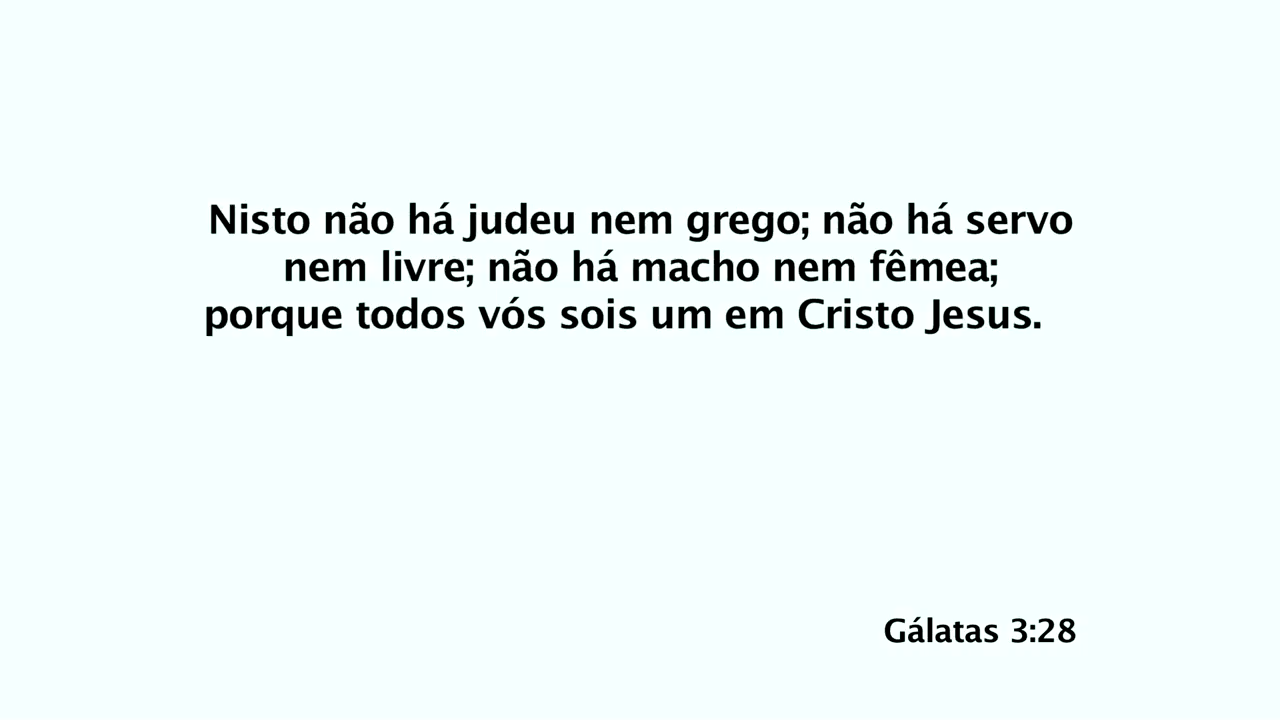 Nisto não há judeu nem grego; não há servo
nem livre; não há macho nem fêmea;
porque todos vós sois um em Cristo Jesus.
Gálatas 3:28